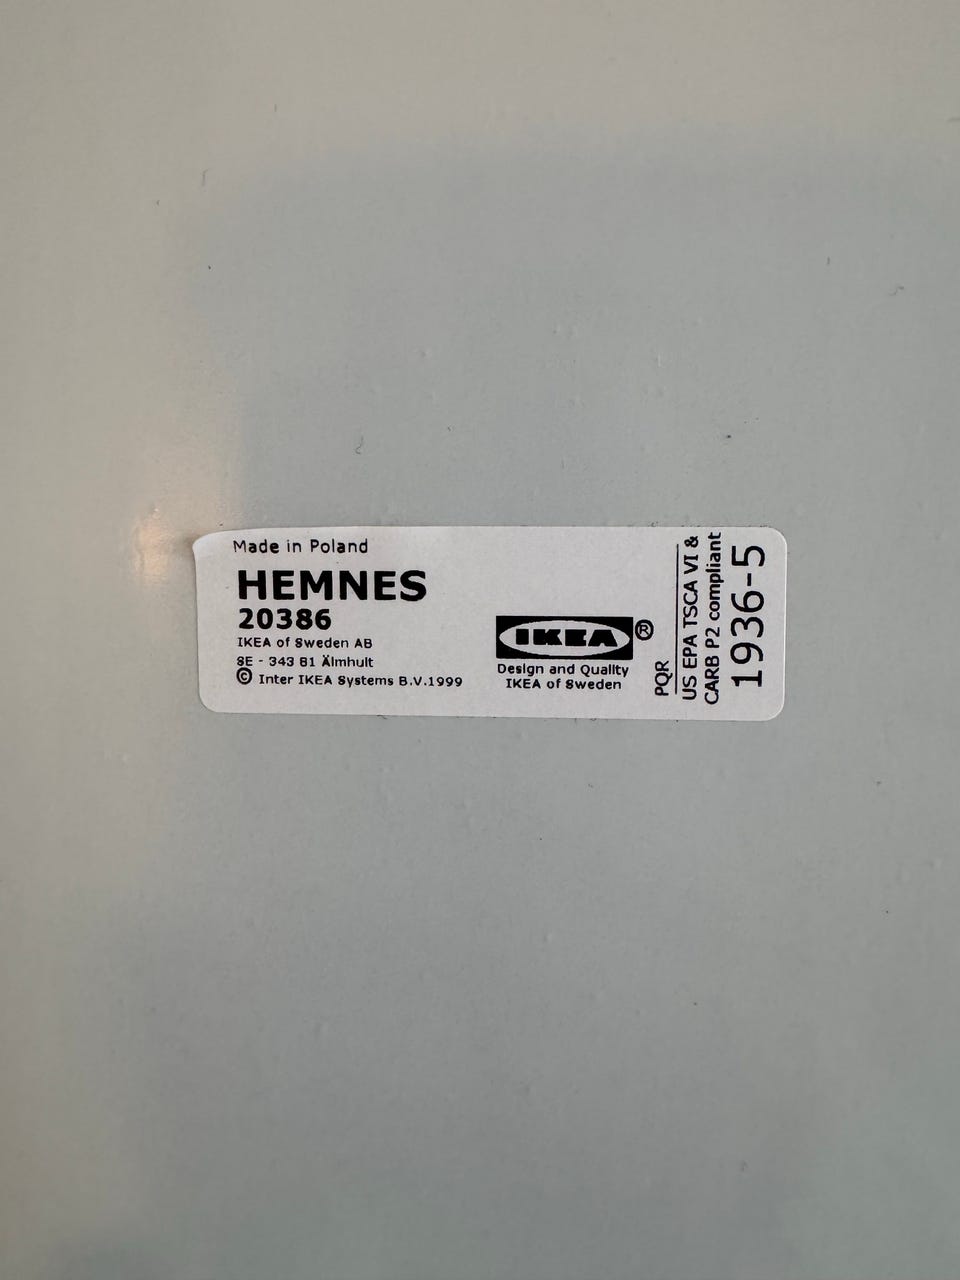 Made in Poland
HEMNES
20386
IKEA of Sweden AB
SE - 343 81 Älmhult
© Inter IKEA Systems B.V.1999
IKEA®
Design and Quality
IKEA of Sweden
PQR
US EPA TSCA VI &
CARB P2 compliant
1936-5